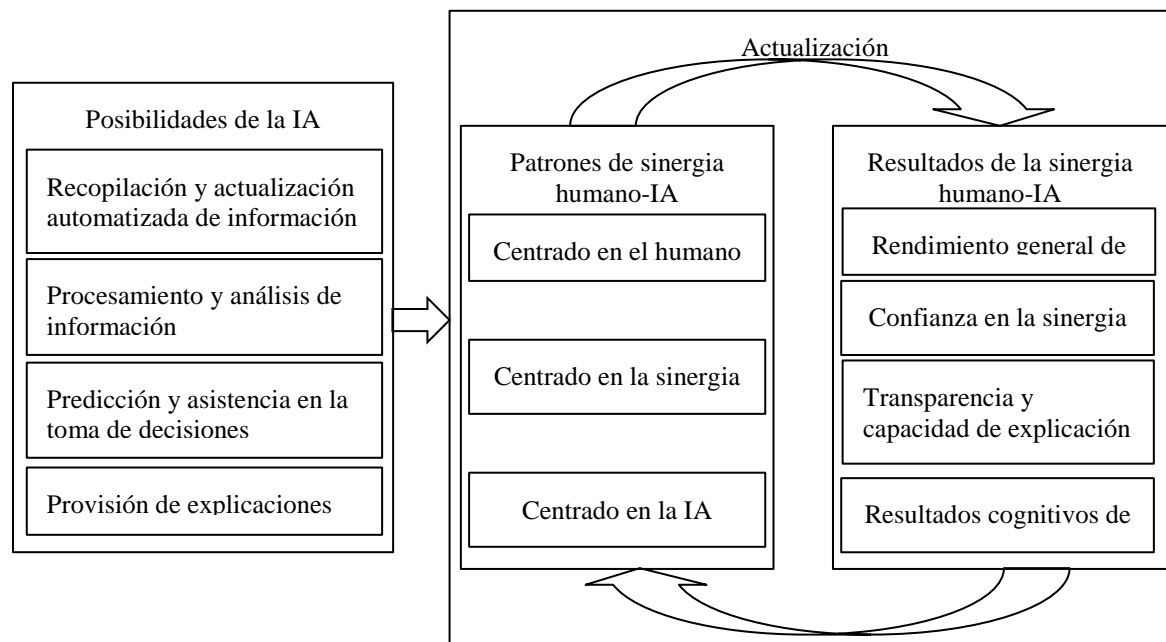 Actualización
Posibilidades de la IA
Recopilación y actualización
automatizada de información
Procesamiento y análisis de
información
Predicción y asistencia en la
toma de decisiones
Provisión de explicaciones
Patrones de sinergia
humano-IA
Centrado en el humano
Centrado en la sinergia
Centrado en la IA
Resultados de la sinergia
humano-IA
Rendimiento general de
Confianza en la sinergia
Transparencia y
capacidad de explicación
Resultados cognitivos de